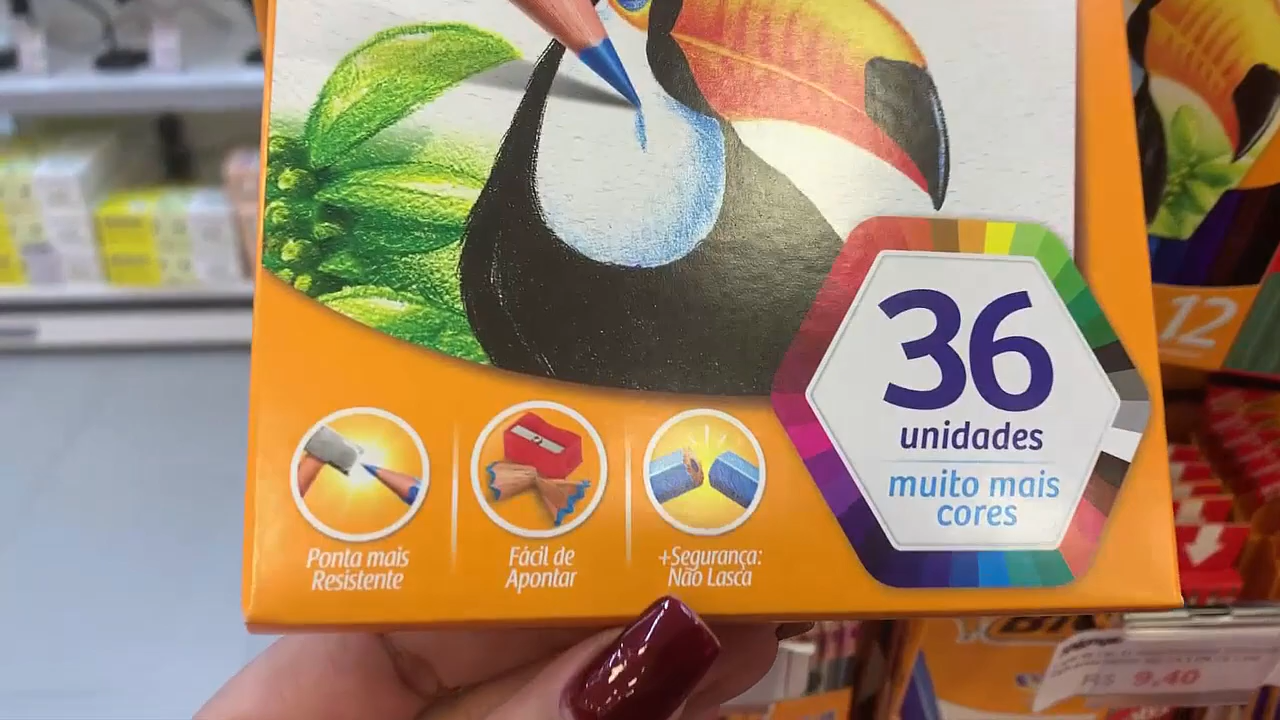 36
unidades
muito mais
cores
Ponta mais
Resistente
Fácil de
Apontar
+Segurança:
Não Lasca
12
BIC
R$ 9,40